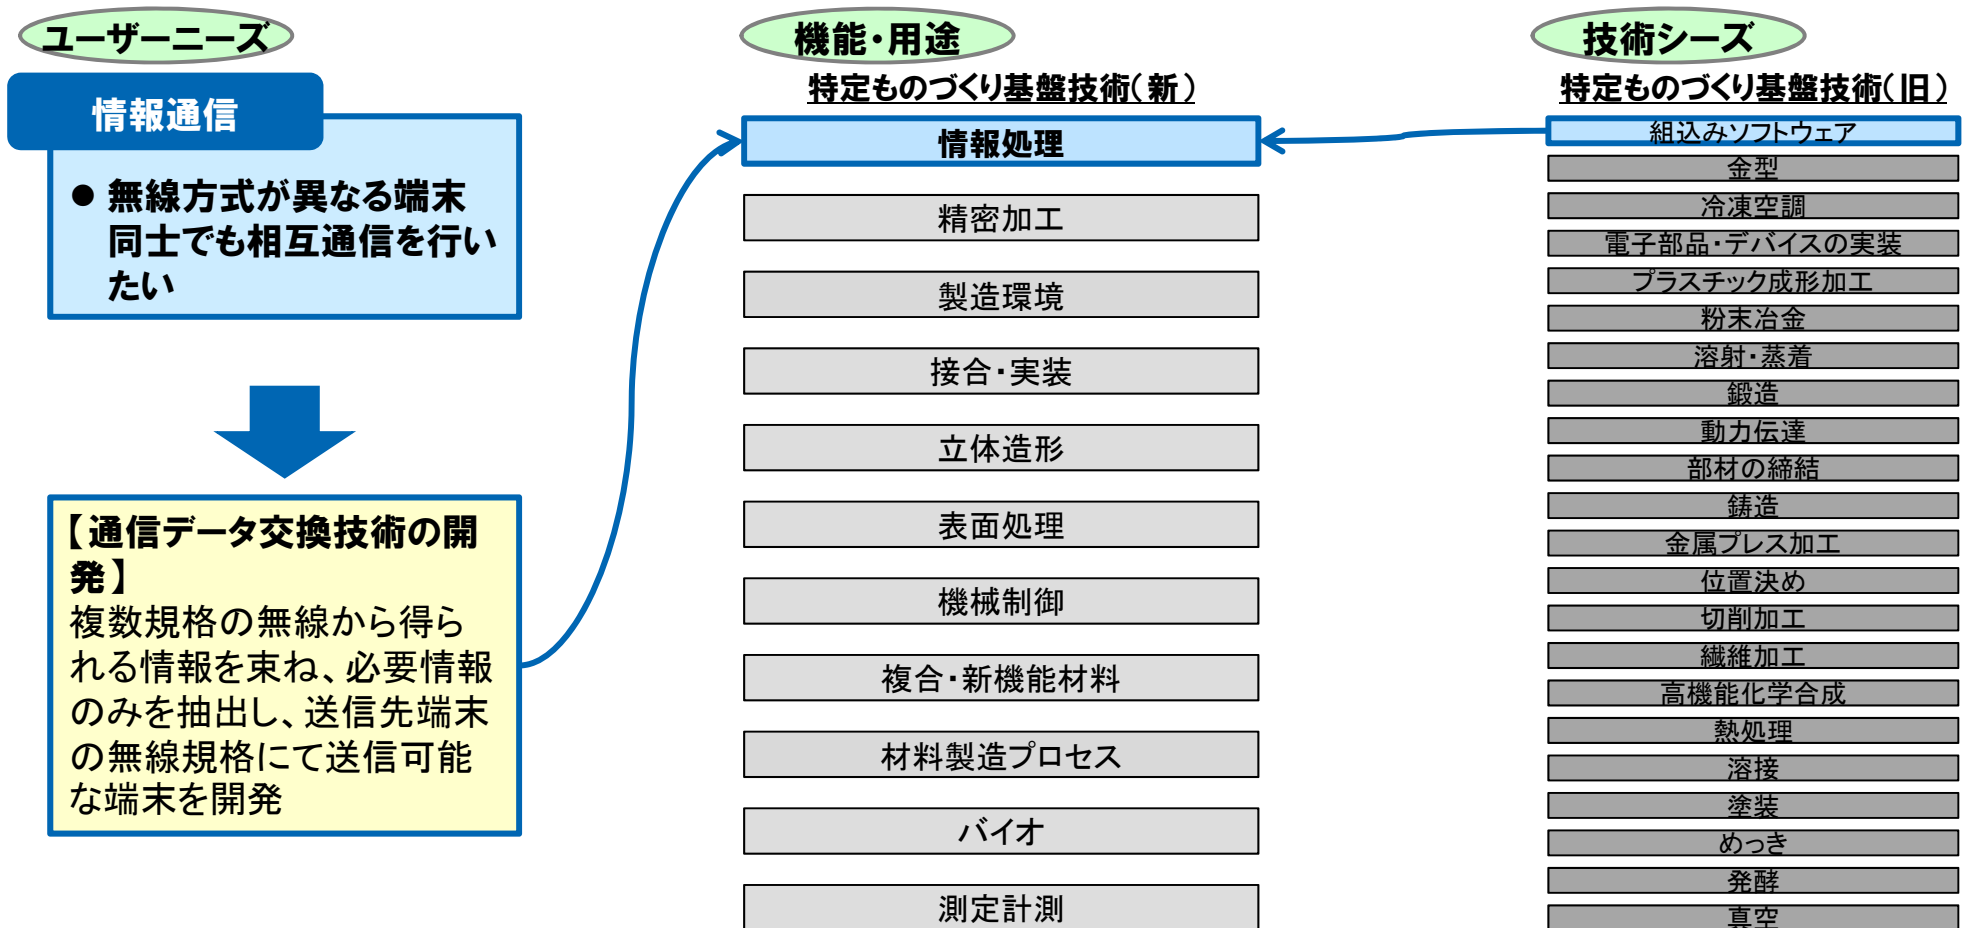 ユーザーニーズ
情報通信
● 無線方式が異なる端末
同士でも相互通信を行い
たい
【通信データ交換技術の開
発】
複数規格の無線から得ら
れる情報を束ね、必要情報
のみを抽出し、送信先端末
の無線規格にて送信可能
な端末を開発
機能・用途
特定ものづくり基盤技術(新)
情報処理
精密加工
製造環境
接合・実装
立体造形
表面処理
機械制御
複合・新機能材料
材料製造プロセス
バイオ
測定計測
技術シーズ
特定ものづくり基盤技術(旧)
組込みソフトウェア
金型
冷凍空調
電子部品・デバイスの実装
プラスチック成形加工
粉末冶金
溶射・蒸着
鍛造
動力伝達
部材の締結
鋳造
金属プレス加工
位置決め
切削加工
繊維加工
高機能化学合成
熱処理
溶接
塗装
めっき
発酵
真空